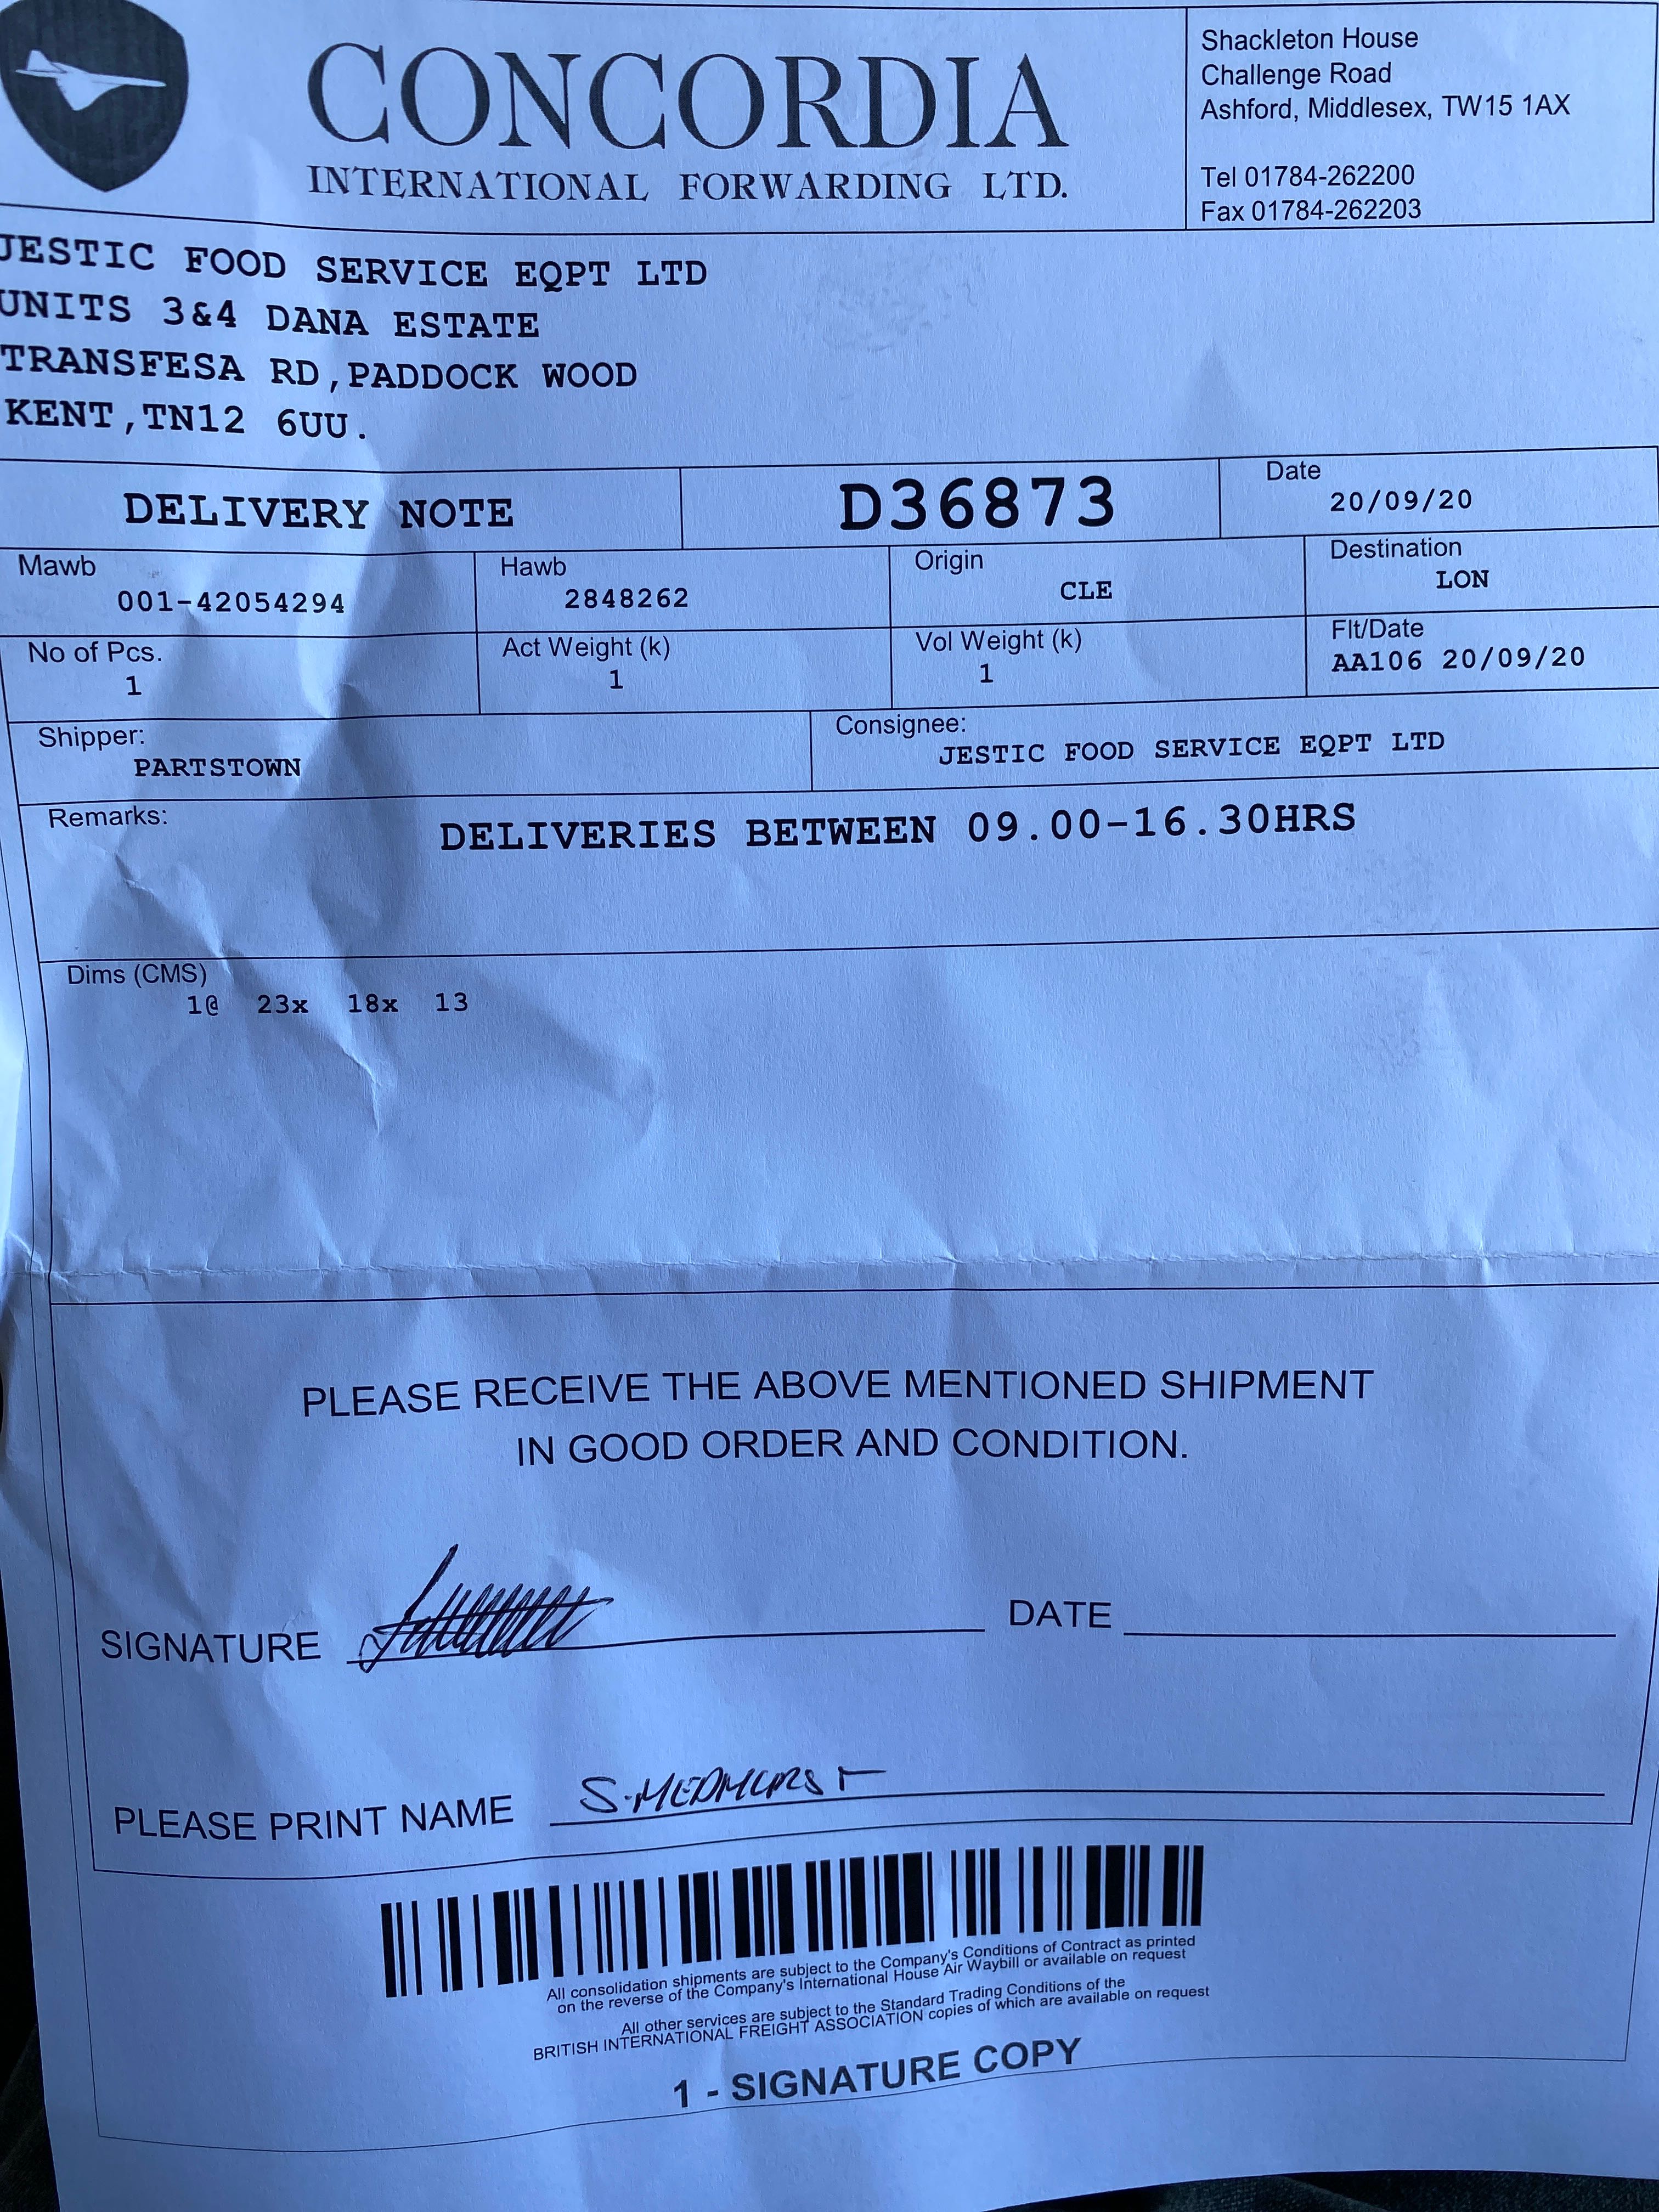 CONCORDIA
INTERNATIONAL FORWARDING LTD.
Shackleton House
Challenge Road
Ashford, Middlesex, TW15 1AX
Tel 01784-262200
Fax 01784-262203
JESTIC FOOD SERVICE EQPT LTD
UNITS 3&4 DANA ESTATE
TRANSFESA RD,PADDOCK WOOD
KENT,TN12 6UU.
DELIVERY NOTE
D36873
Date
20/09/20
Mawb
001-42054294
Hawb
2848262
Origin
CLE
Destination
LON
No of Pcs.
1
Act Weight (k)
1
Vol Weight (k)
1
Flt/Date
AA106 20/09/20
Shipper:
PARTSTOWN
Consignee:
JESTIC FOOD SERVICE EQPT LTD
Remarks:
DELIVERIES BETWEEN 09.00-16.30HRS
Dims (CMS)
1@ 23x 18x 13
PLEASE RECEIVE THE ABOVE MENTIONED SHIPMENT
IN GOOD ORDER AND CONDITION.
SIGNATURE
DATE
PLEASE PRINT NAME S.MEDHURST
All consolidation shipments are subject to the Company's Conditions of Contract as printed
on the reverse of the Company's International House Air Waybill or available on request
All other services are subject to the Standard Trading Conditions of the
BRITISH INTERNATIONAL FREIGHT ASSOCIATION copies of which are available on request
1 - SIGNATURE COPY